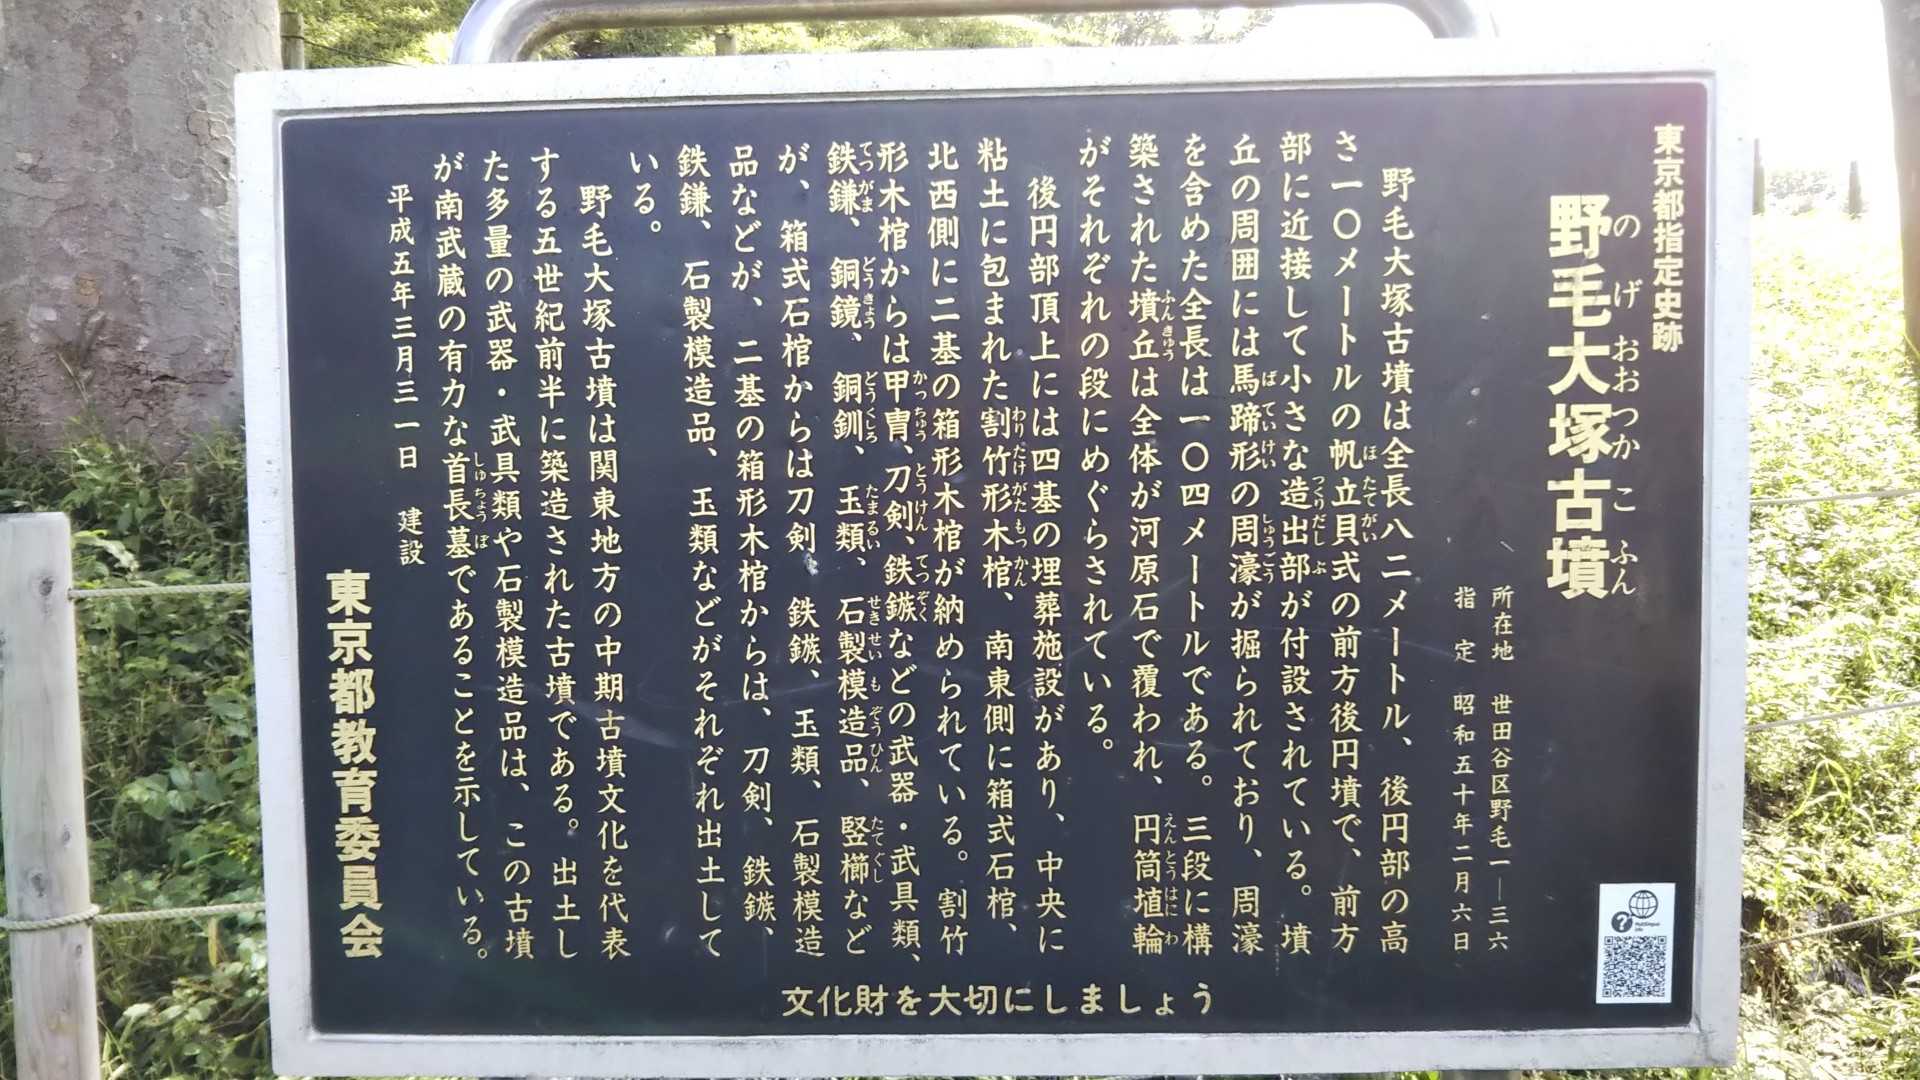 東京都指定史跡
野毛大塚古墳
のげおおつかこふん
所在地　世田谷区野毛一—三六
指　定　昭和五十年二月六日
野毛大塚古墳は全長八二メートル、後円部の高
さ一〇メートルの帆立貝式の前方後円墳で、前方
部に近接して小さな造出部が付設されている。墳
丘の周囲には馬蹄形の周濠が掘られており、周濠
を含めた全長は一〇四メートルである。三段に構
築された墳丘は全体が河原石で覆われ、円筒埴輪
がそれぞれの段にめぐらされている。
後円部頂上には四基の埋葬施設があり、中央に
粘土に包まれた割竹形木棺、南東側に箱式石棺、
北西側に二基の箱形木棺が納められている。割竹
形木棺からは甲冑、刀剣、鉄鏃などの武器・武具類、
鉄鎌、銅鏡、銅釧、玉類、石製模造品、竪櫛など
が、箱式石棺からは刀剣、鉄鏃、玉類、石製模造
品などが、二基の箱形木棺からは、刀剣、鉄鏃、
鉄鎌、石製模造品、玉類などがそれぞれ出土して
いる。
野毛大塚古墳は関東地方の中期古墳文化を代表
する五世紀前半に築造された古墳である。出土し
た多量の武器・武具類や石製模造品は、この古墳
が南武蔵の有力な首長墓であることを示している。
平成五年三月三一日　建設
東京都教育委員会
文化財を大切にしましょう
Multilingual
info